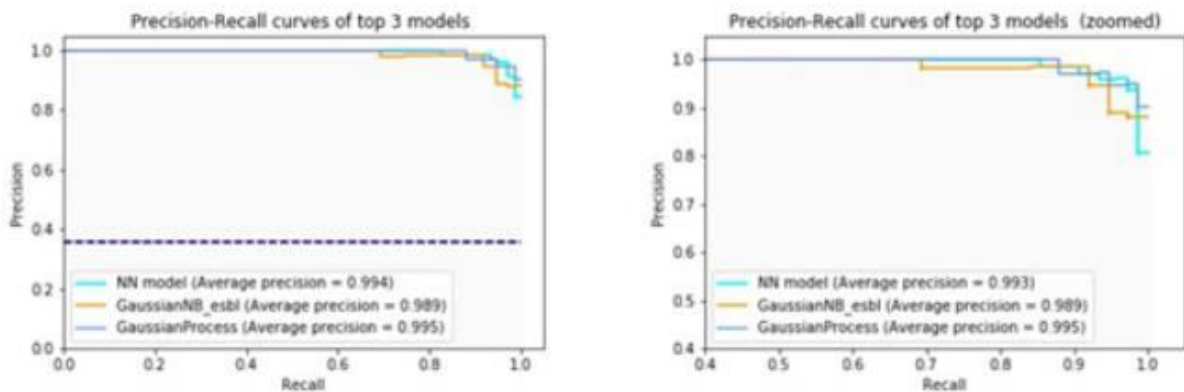 Precision-Recall curves of top 3 models
1.0
0.8
0.6
0.4
0.2
0.0
Precision
NN model (Average precision = 0.994)
GaussianNB_esbl (Average precision = 0.989)
GaussianProcess (Average precision = 0.995)
0.0 0.2 0.4 0.6 0.8 1.0
Recall
Precision-Recall curves of top 3 models (zoomed)
1.0
0.9
0.8
0.7
0.6
0.5
0.4
Precision
NN model (Average precision = 0.993)
GaussianNB_esbl (Average precision = 0.989)
GaussianProcess (Average precision = 0.995)
0.4 0.5 0.6 0.7 0.8 0.9 1.0
Recall